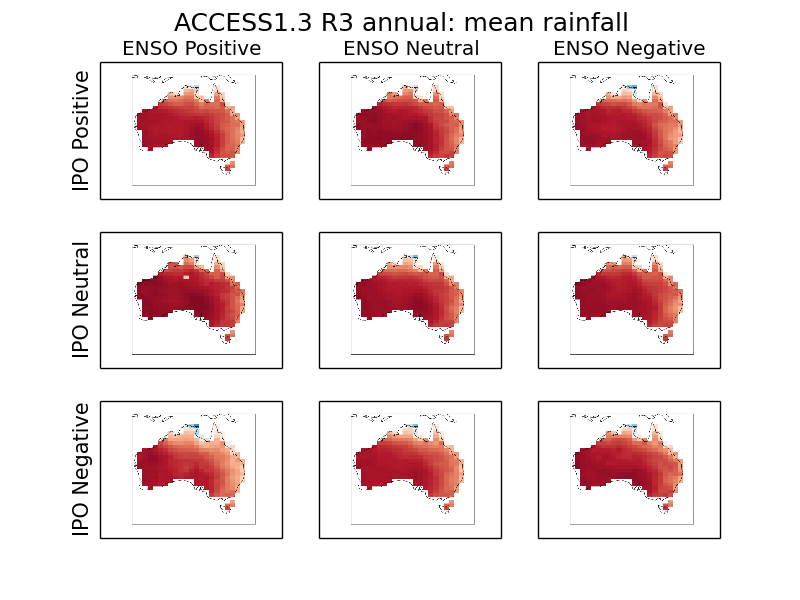 ACCESS1.3 R3 annual: mean rainfall
ENSO Positive
ENSO Neutral
ENSO Negative
IPO Positive
IPO Neutral
IPO Negative